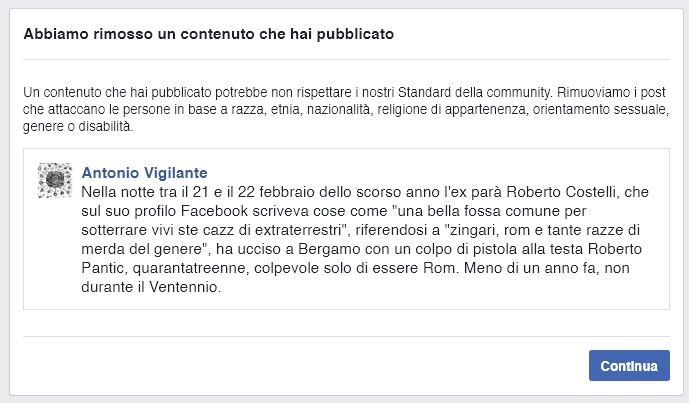 Abbiamo rimosso un contenuto che hai pubblicato
Un contenuto che hai pubblicato potrebbe non rispettare i nostri Standard della community. Rimuoviamo i post
che attaccano le persone in base a razza, etnia, nazionalità, religione di appartenenza, orientamento sessuale,
genere o disabilità.
Antonio Vigilante
Nella notte tra il 21 e il 22 febbraio dello scorso anno l'ex parà Roberto Costelli, che
sul suo profilo Facebook scriveva cose come "una bella fossa comune per
sotterrare vivi ste cazz di extraterrestri", riferendosi a "zingari, rom e tante razze di
merda del genere", ha ucciso a Bergamo con un colpo di pistola alla testa Roberto
Pantic, quarantatreenne, colpevole solo di essere Rom. Meno di un anno fa, non
durante il Ventennio.
Continua